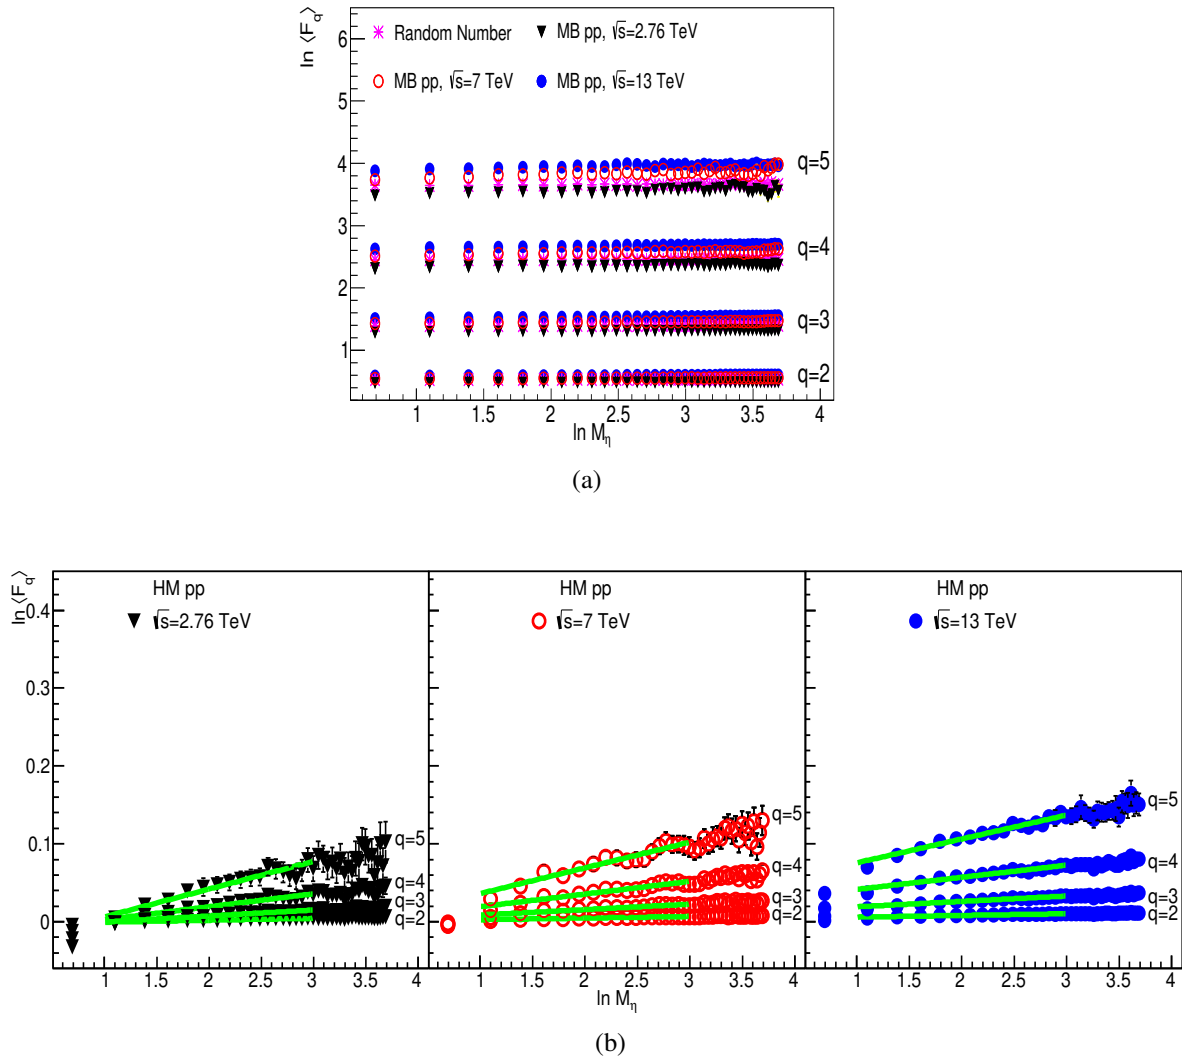 ln ⟨F_q⟩
6
5
4
3
2
1
Random Number
MB pp, √s=2.76 TeV
MB pp, √s=7 TeV
MB pp, √s=13 TeV
q=5
q=4
q=3
q=2
1 1.5 2 2.5 3 3.5 4
ln M_η
(a)
ln ⟨F_q⟩
0.4
0.3
0.2
0.1
0
HM pp
√s=2.76 TeV
q=5
q=4
q=3
q=2
HM pp
√s=7 TeV
q=5
q=4
q=3
q=2
HM pp
√s=13 TeV
q=5
q=4
q=3
q=2
1 1.5 2 2.5 3 3.5 4
1 1.5 2 2.5 3 3.5 4
1 1.5 2 2.5 3 3.5 4
ln M_η
(b)